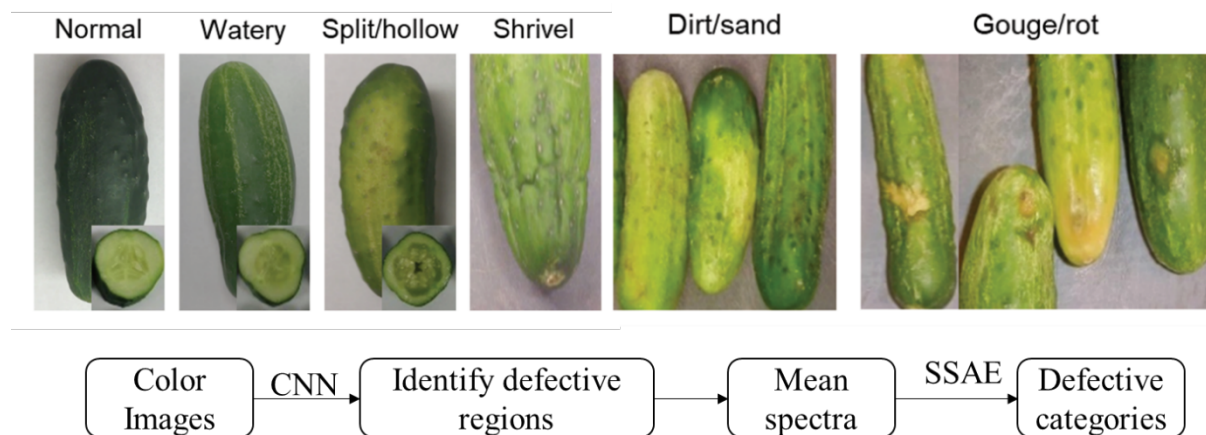 Normal
Watery
Split/hollow
Shrivel
Dirt/sand
Gouge/rot
Color
Images
CNN
Identify defective
regions
Mean
spectra
SSAE
Defective
categories